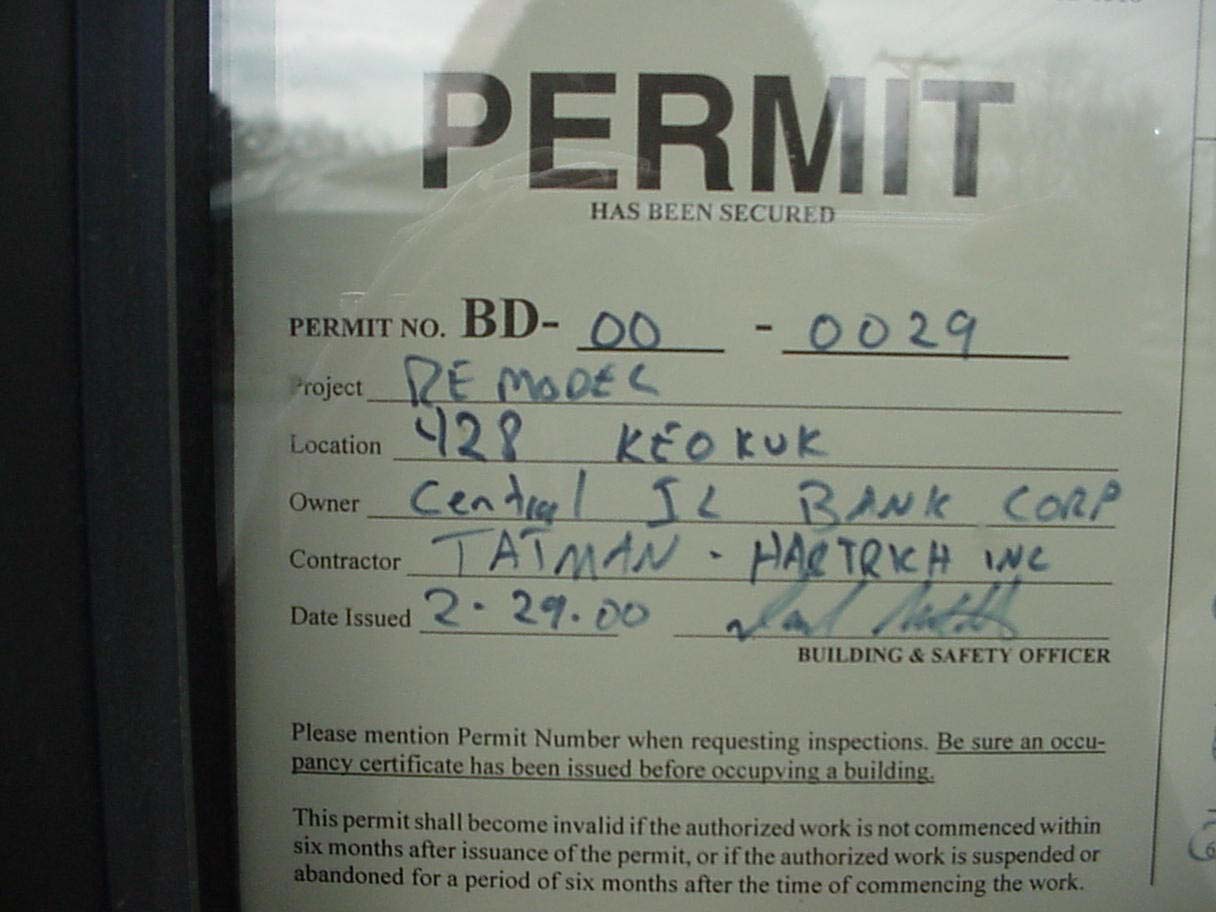 PERMIT
HAS BEEN SECURED
PERMIT NO. BD- 00 - 0029
Project REMODEL
Location 428 KEOKUK
Owner Central IL BANK CORP
Contractor TATMAN - HARTRICH INC
Date Issued 2.29.00
BUILDING & SAFETY OFFICER
Please mention Permit Number when requesting inspections. Be sure an occu-
pancy certificate has been issued before occupying a building.
This permit shall become invalid if the authorized work is not commenced within
six months after issuance of the permit, or if the authorized work is suspended or
abandoned for a period of six months after the time of commencing the work.